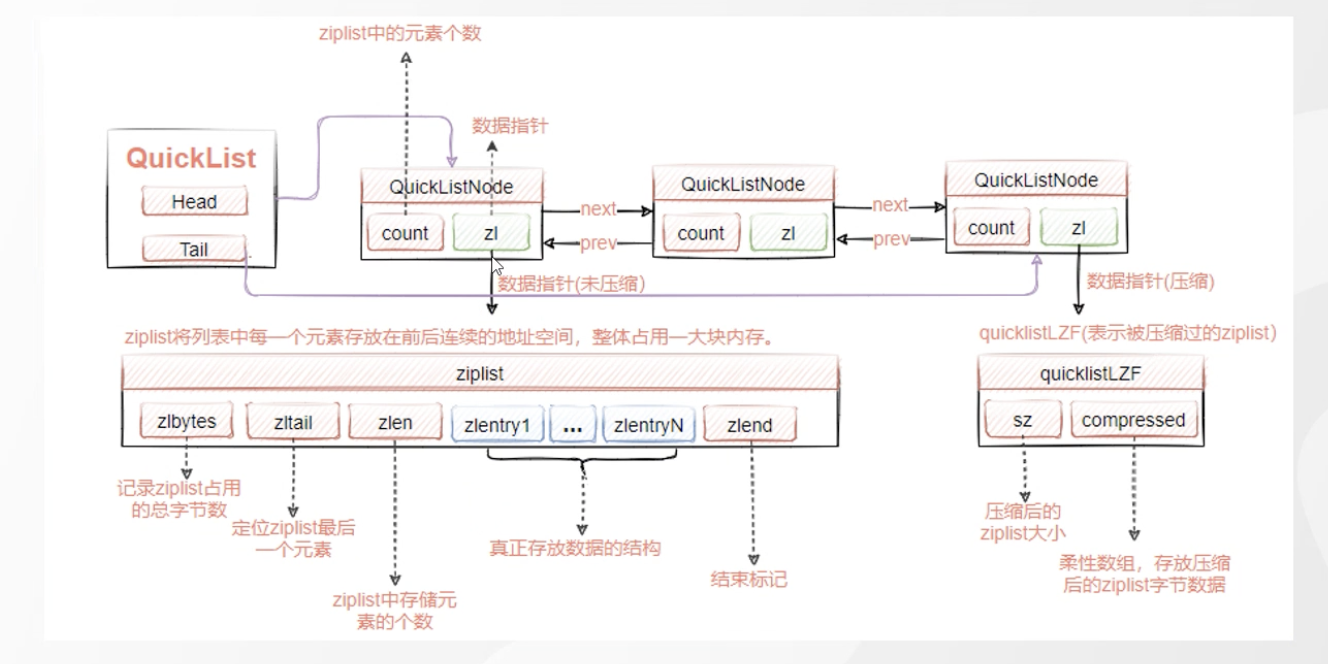 ziplist中的元素个数
数据指针
QuickList
Head
Tail
QuickListNode
count
zl
next
prev
QuickListNode
count
zl
next
prev
QuickListNode
count
zl
数据指针(未压缩)
数据指针(压缩)
ziplist将列表中每一个元素存放在前后连续的地址空间，整体占用一大块内存。
ziplist
zlbytes
zltail
zlen
zlentry1
...
zlentryN
zlend
记录ziplist占用
的总字节数
定位ziplist最后
一个元素
ziplist中存储元
素的个数
真正存放数据的结构
结束标记
quicklistLZF(表示被压缩过的ziplist)
quicklistLZF
sz
compressed
压缩后的
ziplist大小
柔性数组，存放压缩
后的ziplist字节数据